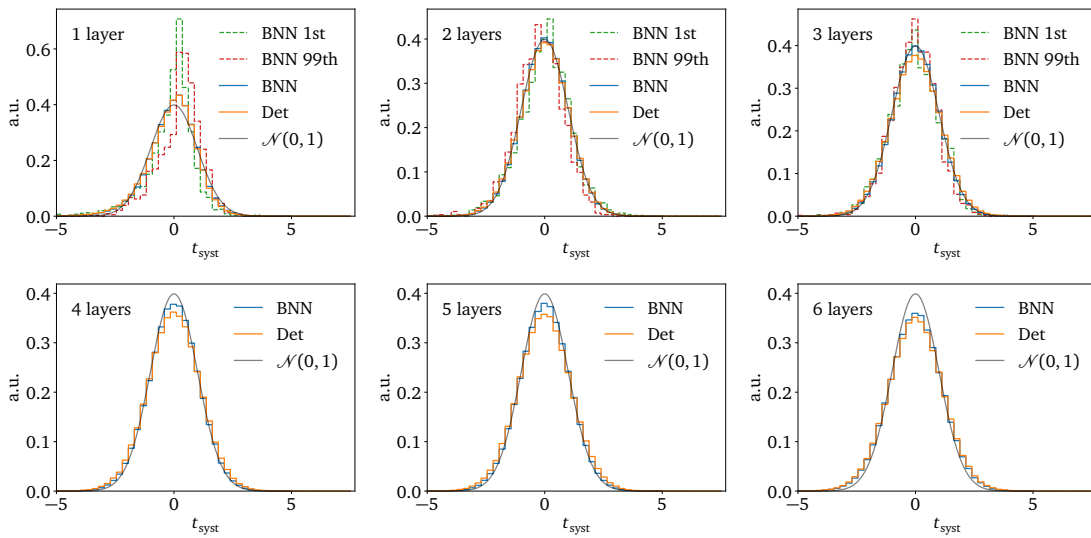 1 layer
BNN 1st
BNN 99th
BNN
Det
𝒩(0, 1)
a.u.
0.6
0.4
0.2
0.0
−5
0
5
t_syst
2 layers
BNN 1st
BNN 99th
BNN
Det
𝒩(0, 1)
a.u.
0.4
0.3
0.2
0.1
0.0
−5
0
5
t_syst
3 layers
BNN 1st
BNN 99th
BNN
Det
𝒩(0, 1)
a.u.
0.4
0.3
0.2
0.1
0.0
−5
0
5
t_syst
4 layers
BNN
Det
𝒩(0, 1)
a.u.
0.4
0.3
0.2
0.1
0.0
−5
0
5
t_syst
5 layers
BNN
Det
𝒩(0, 1)
a.u.
0.4
0.3
0.2
0.1
0.0
−5
0
5
t_syst
6 layers
BNN
Det
𝒩(0, 1)
a.u.
0.4
0.3
0.2
0.1
0.0
−5
0
5
t_syst